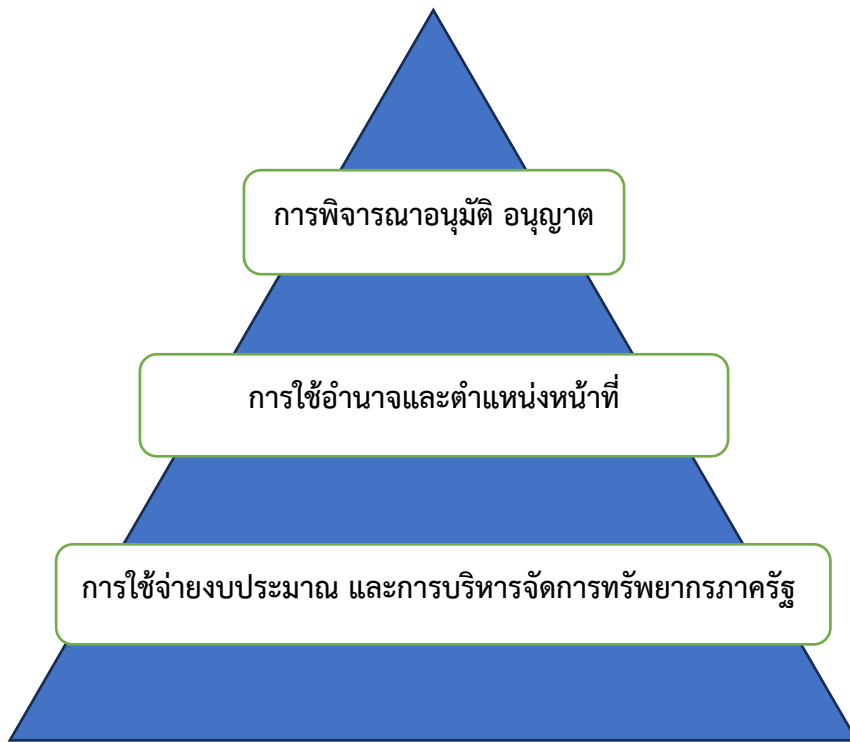 การพิจารณาอนุมัติ อนุญาต
การใช้อำนาจและตำแหน่งหน้าที่
การใช้จ่ายงบประมาณ และการบริหารจัดการทรัพยากรภาครัฐ